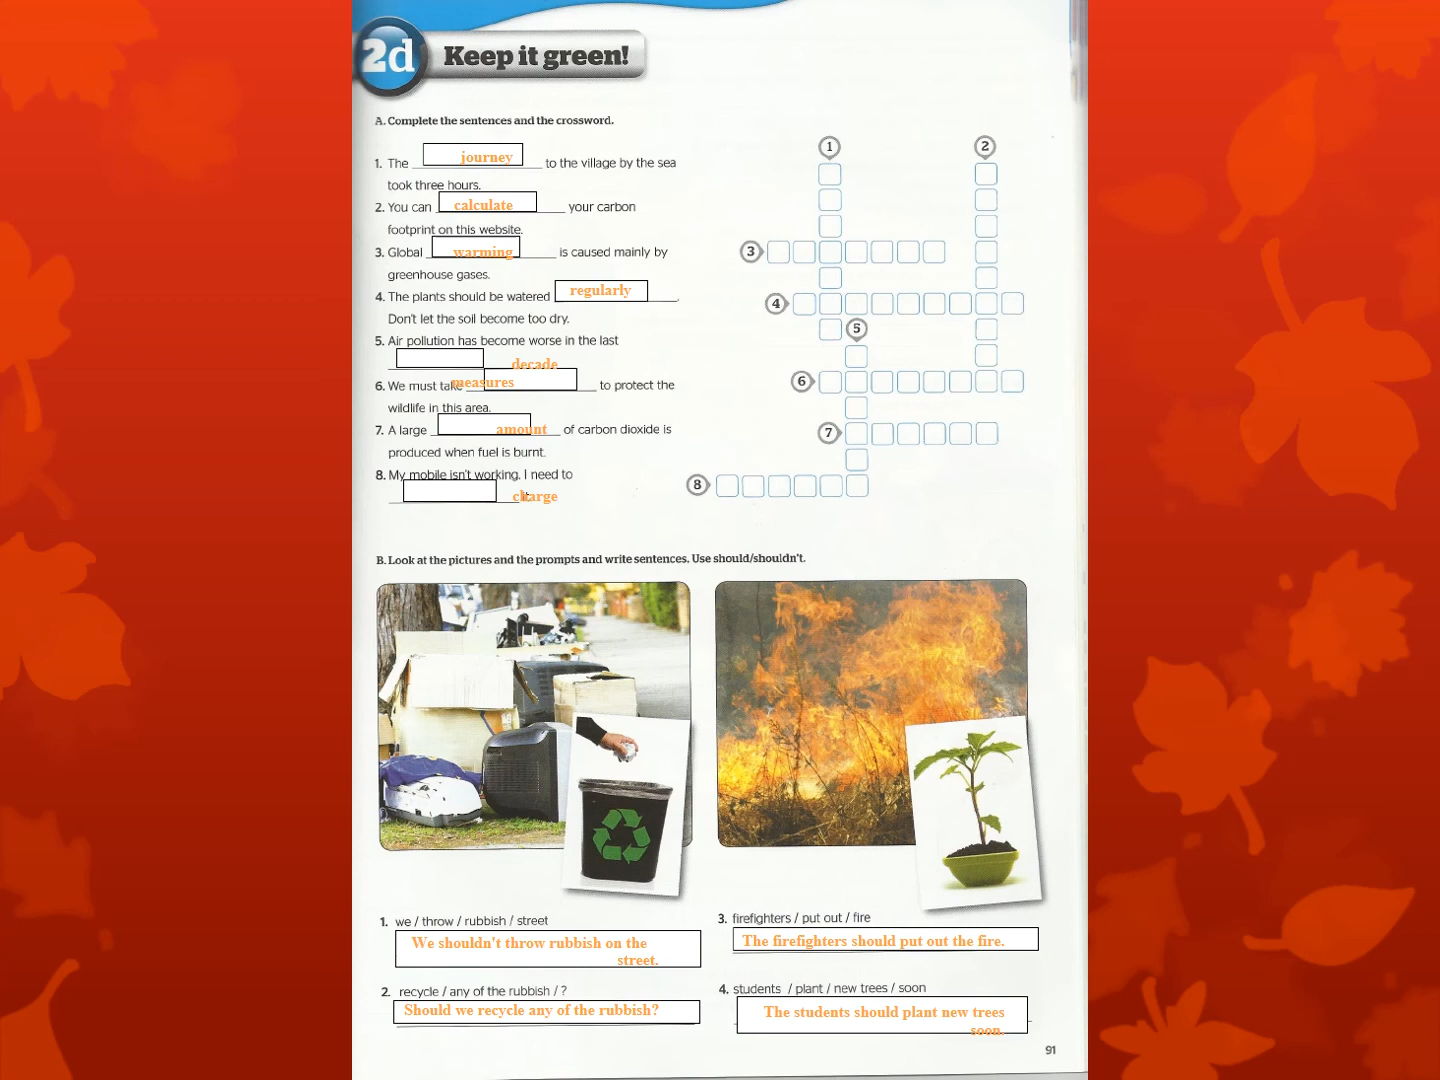 2d Keep it green!
A. Complete the sentences and the crossword.
1. The journey to the village by the sea
took three hours.
2. You can calculate your carbon
footprint on this website.
3. Global warming is caused mainly by
greenhouse gases.
4. The plants should be watered regularly.
Don't let the soil become too dry.
5. Air pollution has become worse in the last
decade
6. We must take measures to protect the
wildlife in this area.
7. A large amount of carbon dioxide is
produced when fuel is burnt.
8. My mobile isn't working. I need to
charge
1
2
3
4
5
6
7
8
B. Look at the pictures and the prompts and write sentences. Use should/shouldn't.
1. we / throw / rubbish / street
We shouldn't throw rubbish on the
street.
2. recycle / any of the rubbish / ?
Should we recycle any of the rubbish?
3. firefighters / put out / fire
The firefighters should put out the fire.
4. students / plant / new trees / soon
The students should plant new trees
soon.
91